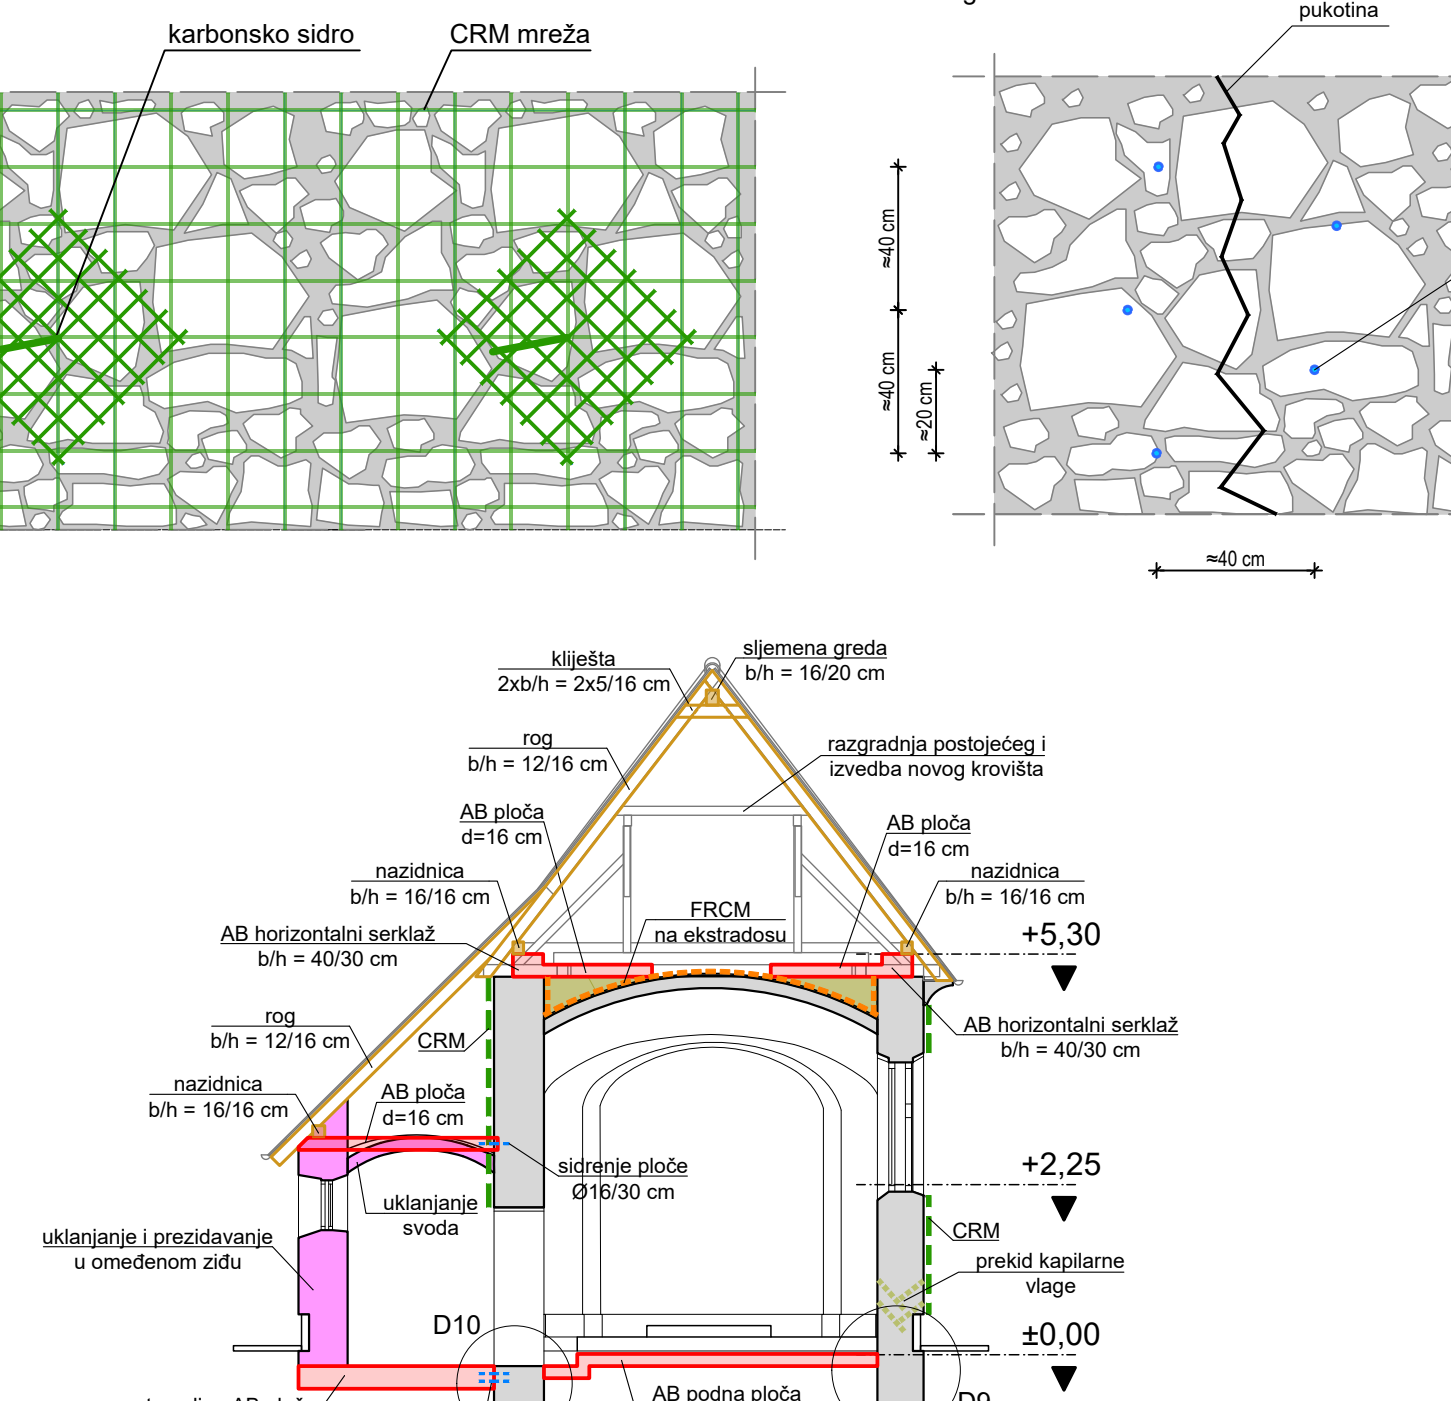 pukotina
karbonsko sidro
CRM mreža
≈40 cm
≈40 cm
≈20 cm
≈40 cm
kliješta
2xb/h = 2x5/16 cm
sljemena greda
b/h = 16/20 cm
rog
b/h = 12/16 cm
razgradnja postojećeg i
izvedba novog krovišta
AB ploča
d=16 cm
AB ploča
d=16 cm
nazidnica
b/h = 16/16 cm
nazidnica
b/h = 16/16 cm
FRCM
na ekstradosu
AB horizontalni serklaž
b/h = 40/30 cm
+5,30
rog
b/h = 12/16 cm
CRM
AB horizontalni serklaž
b/h = 40/30 cm
nazidnica
b/h = 16/16 cm
AB ploča
d=16 cm
sidrenje ploče
Ø16/30 cm
+2,25
uklanjanje
svoda
uklanjanje i prezidavanje
u omeđenom ziđu
CRM
prekid kapilarne
vlage
D10
±0,00
AB podna ploča
D9